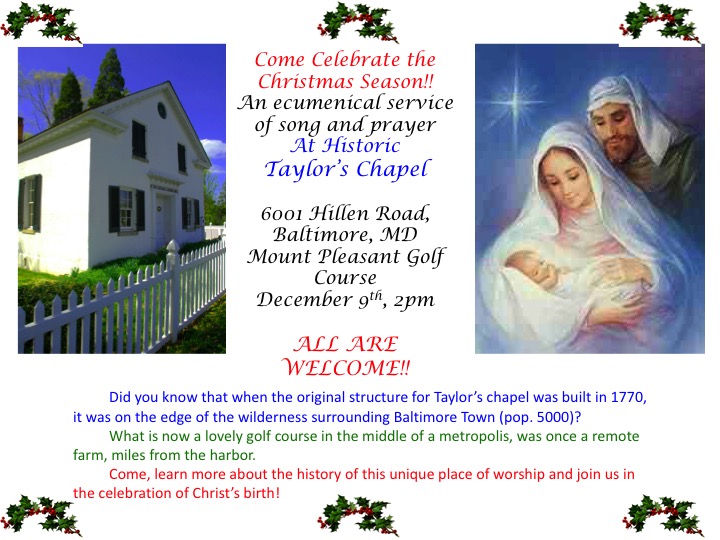 Come Celebrate the
Christmas Season!!
An ecumenical service
of song and prayer
At Historic
Taylor's Chapel
6001 Hillen Road,
Baltimore, MD
Mount Pleasant Golf
Course
December 9th, 2pm
ALL ARE
WELCOME!!
Did you know that when the original structure for Taylor's chapel was built in 1770,
it was on the edge of the wilderness surrounding Baltimore Town (pop. 5000)?
What is now a lovely golf course in the middle of a metropolis, was once a remote
farm, miles from the harbor.
Come, learn more about the history of this unique place of worship and join us in
the celebration of Christ's birth!